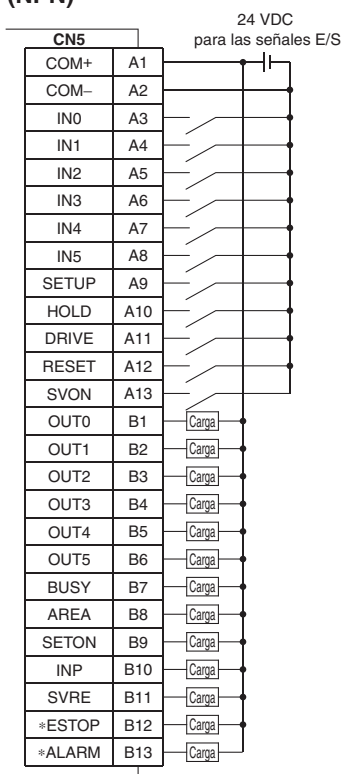 (NPN)
24 VDC
para las señales E/S
CN5
COM+ A1
COM– A2
IN0 A3
IN1 A4
IN2 A5
IN3 A6
IN4 A7
IN5 A8
SETUP A9
HOLD A10
DRIVE A11
RESET A12
SVON A13
OUT0 B1 Carga
OUT1 B2 Carga
OUT2 B3 Carga
OUT3 B4 Carga
OUT4 B5 Carga
OUT5 B6 Carga
BUSY B7 Carga
AREA B8 Carga
SETON B9 Carga
INP B10 Carga
SVRE B11 Carga
∗ESTOP B12 Carga
∗ALARM B13 Carga